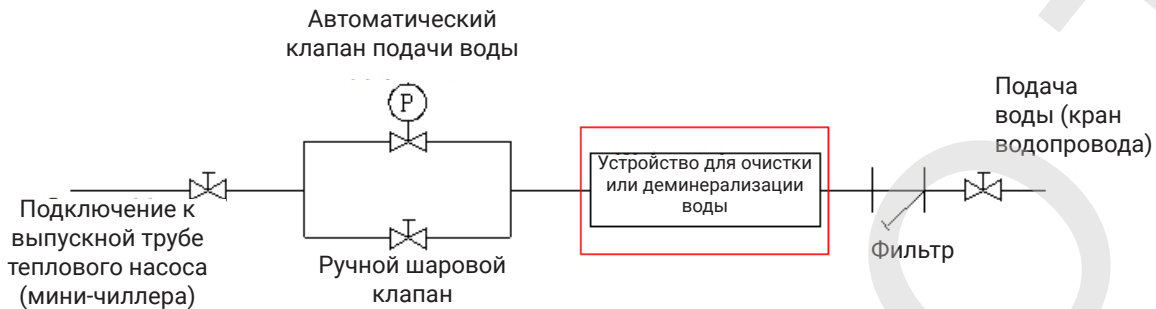 Автоматический
клапан подачи воды
P
Подача
воды (кран
водопровода)
Устройство для очистки
или деминерализации
воды
Подключение к
выпускной трубе
теплового насоса
(мини-чиллера)
Ручной шаровой
клапан
Фильтр